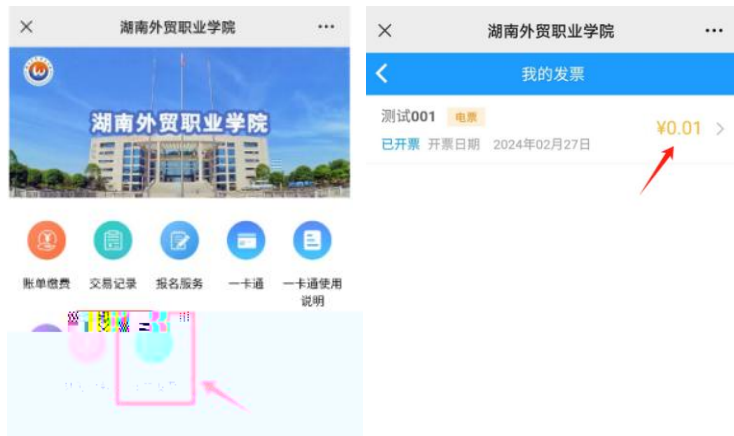 湖南外贸职业学院
湖南外贸职业学院
账单缴费 交易记录 报名服务 一卡通 一卡通使用
说明
湖南外贸职业学院
我的发票
测试001 电票
¥0.01
已开票 开票日期 2024年02月27日